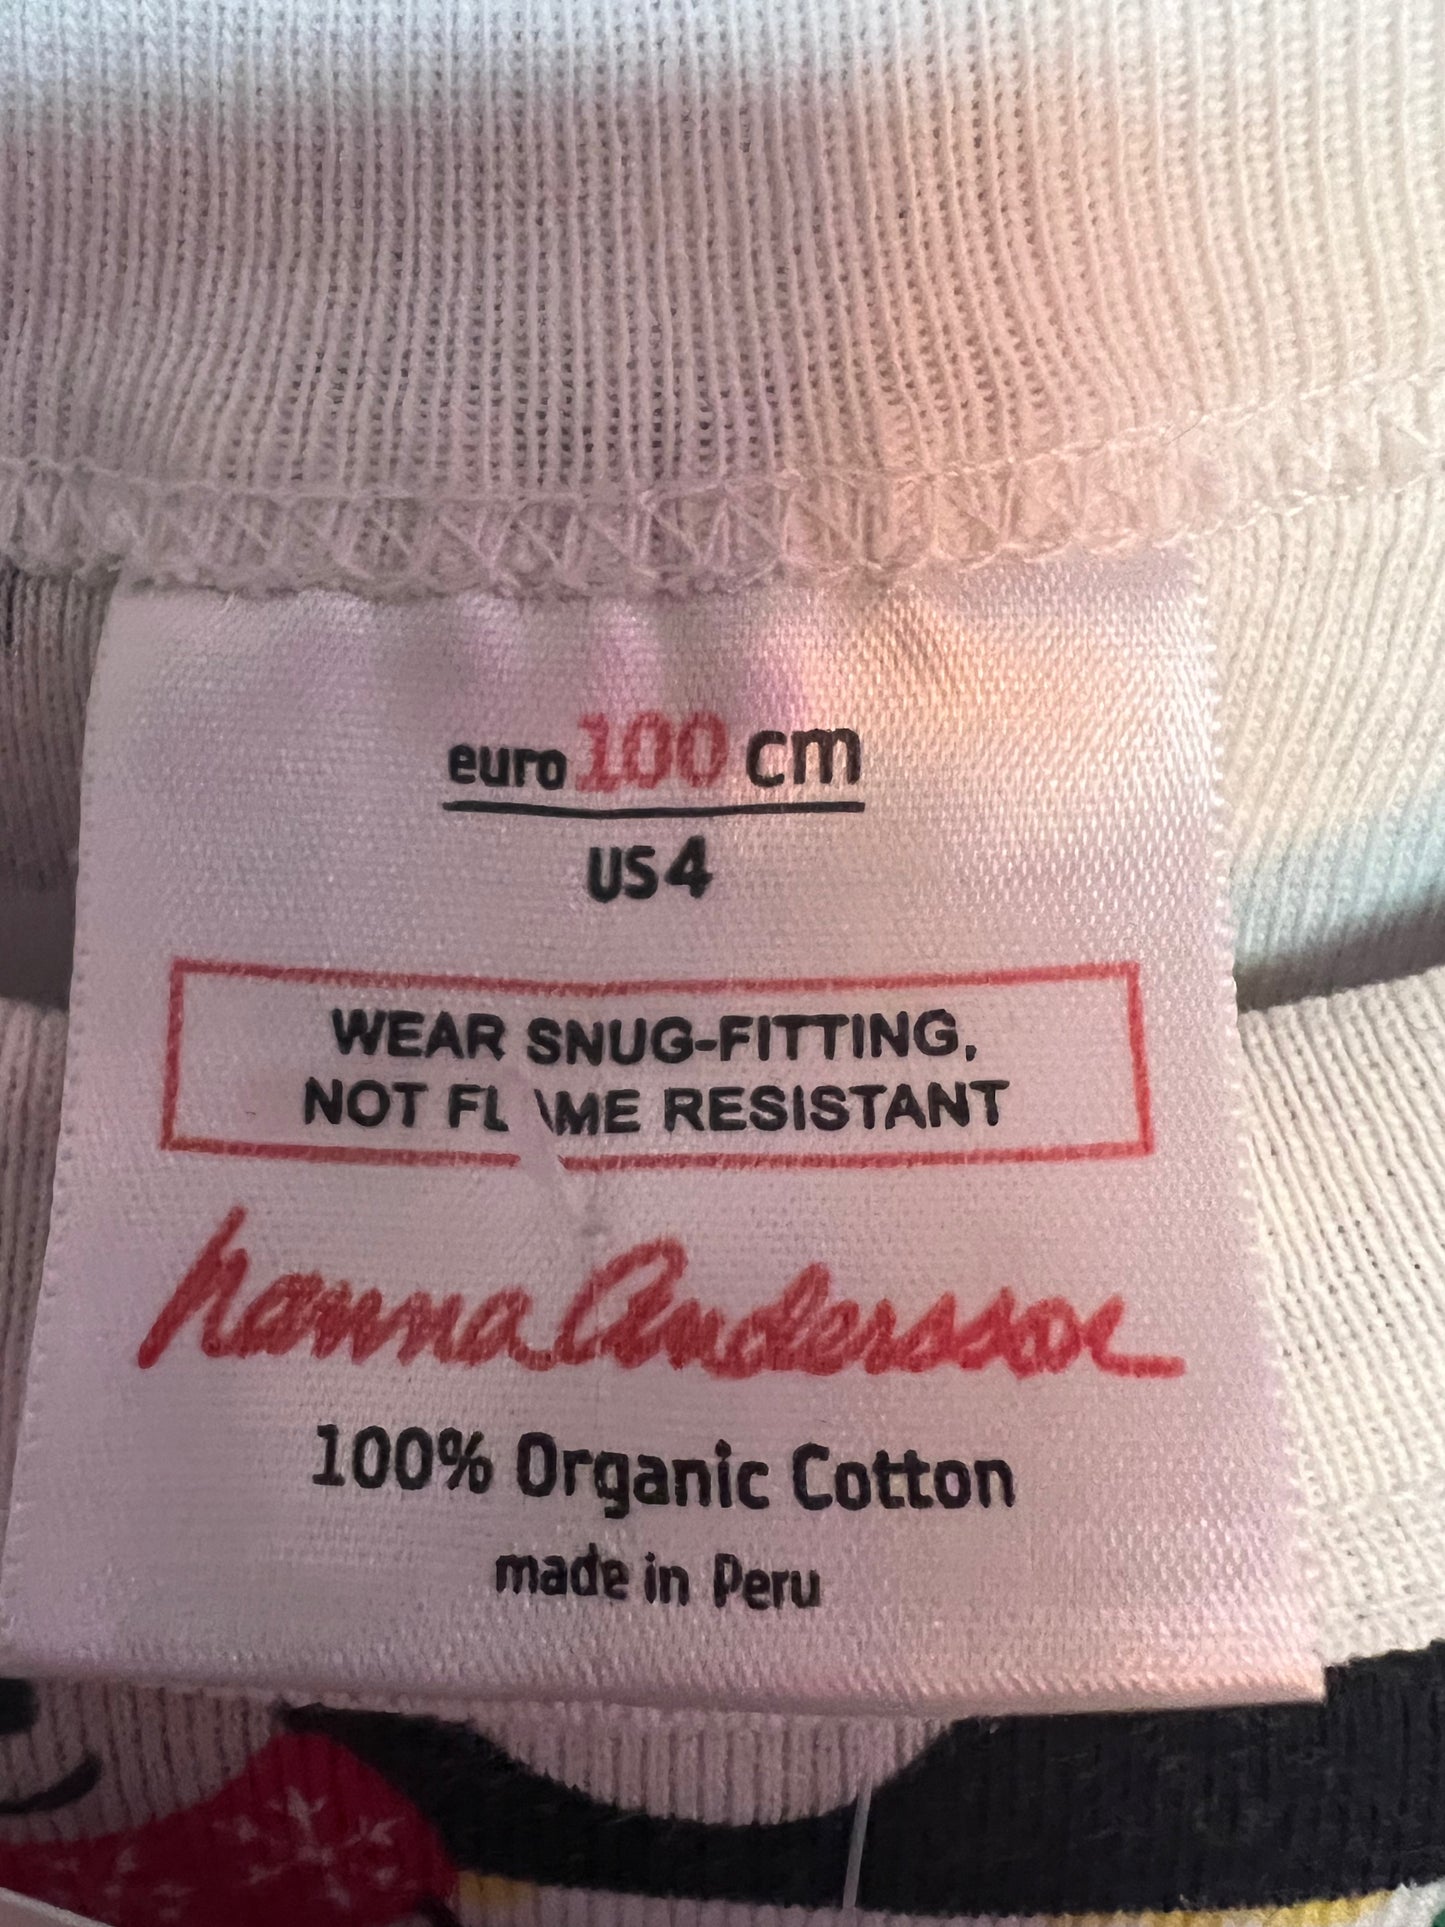 euro 100 cm
US 4
WEAR SNUG-FITTING,
NOT FLAME RESISTANT
hanna Andersson
100% Organic Cotton
made in Peru